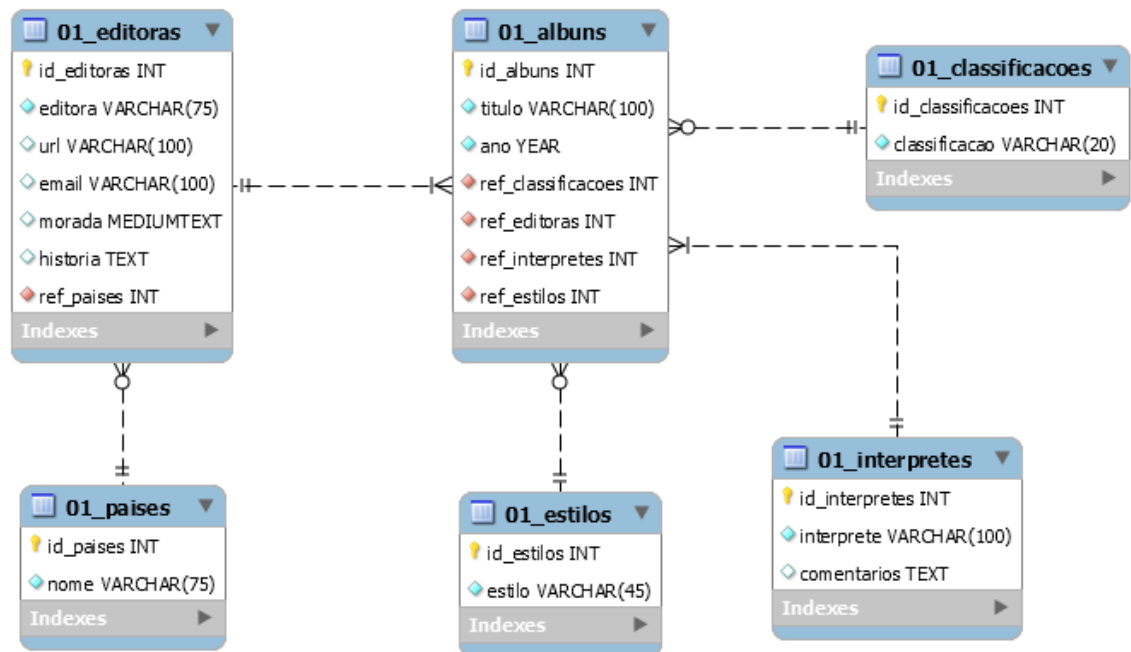 01_editoras
id_editoras INT
editora VARCHAR(75)
url VARCHAR(100)
email VARCHAR(100)
morada MEDIUMTEXT
historia TEXT
ref_paises INT
Indexes
01_albuns
id_albuns INT
titulo VARCHAR(100)
ano YEAR
ref_classificacoes INT
ref_editoras INT
ref_interpretes INT
ref_estilos INT
Indexes
01_classificacoes
id_classificacoes INT
classificacao VARCHAR(20)
Indexes
01_paises
id_paises INT
nome VARCHAR(75)
Indexes
01_estilos
id_estilos INT
estilo VARCHAR(45)
Indexes
01_interpretes
id_interpretes INT
interprete VARCHAR(100)
comentarios TEXT
Indexes